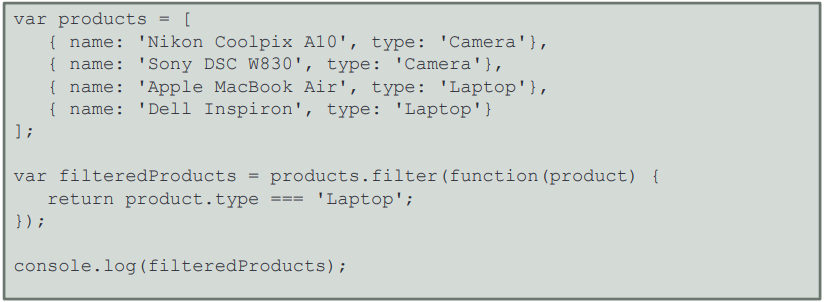 var products = [
   { name: 'Nikon Coolpix A10', type: 'Camera'},
   { name: 'Sony DSC W830', type: 'Camera'},
   { name: 'Apple MacBook Air', type: 'Laptop'},
   { name: 'Dell Inspiron', type: 'Laptop'}
];

var filteredProducts = products.filter(function(product) {
   return product.type === 'Laptop';
});

console.log(filteredProducts);